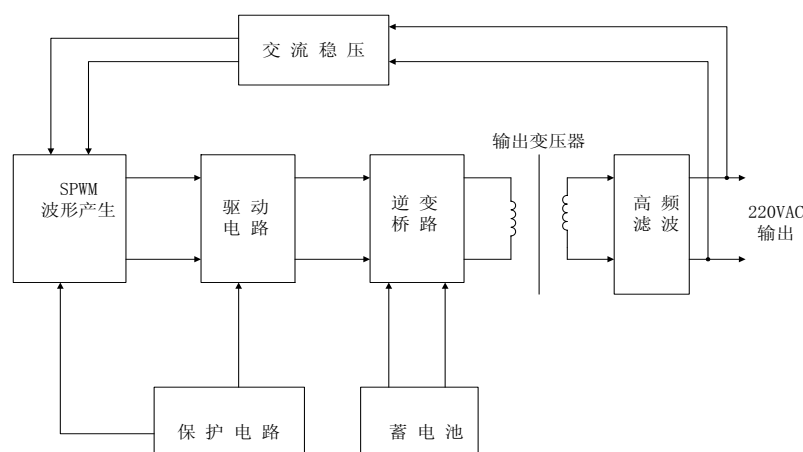 交 流 稳 压
输出变压器
SPWM
波形产生
驱 动
电 路
逆 变
桥 路
高 频
滤 波
220VAC
输出
保 护 电 路
蓄 电 池